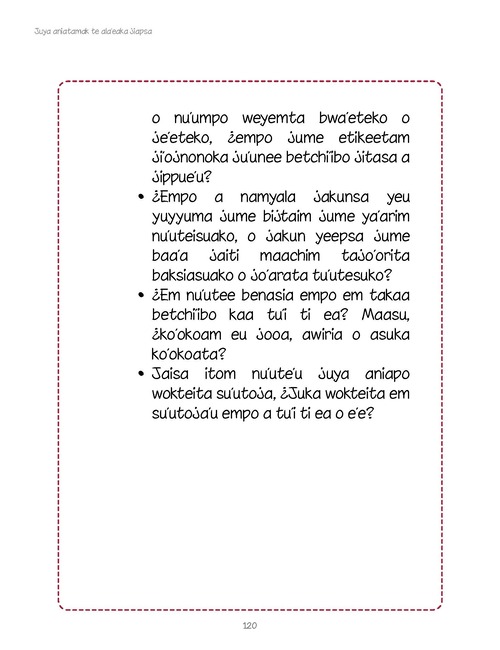 Juya aniatamak te ala'eaka jiapsa
o nu'umpo weyemta bwa'eteko o
je'eteko, ¿empo jume etikeetam
ji'ojnonoka ju'unee betchi'ibo jitasa a
jippue'u?
• ¿Empo a namyala jakunsa yeu
yuyyuma jume bijtaim jume ya'arim
nu'uteisuako, o jakun yeepsa jume
baa'a jaiti maachim tajo'orita
baksiasuako o jo'arata tu'utesuko?
• ¿Em nu'utee benasia empo em takaa
betchi'ibo kaa tu'i ti ea? Maasu,
¿ko'okoam eu jooa, awiria o asuka
ko'okoata?
• Jaisa itom nu'ute'u juya aniapo
wokteita su'utoja, ¿Juka wokteita em
su'utoja'u empo a tu'i ti ea o e'e?
120